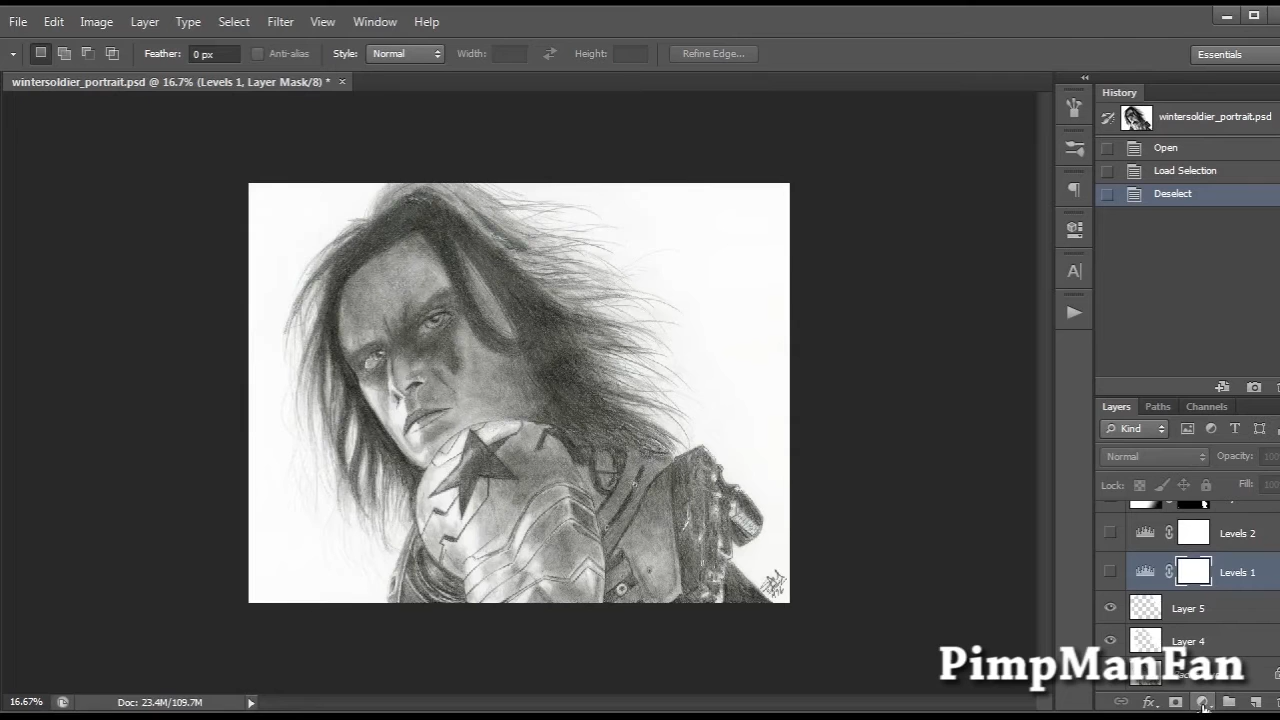 File Edit Image Layer Type Select Filter View Window Help
Feather: 0 px Anti-alias Style: Normal Width: Height: Refine Edge... Essentials
wintersoldier_portrait.psd @ 16.7% (Levels 1, Layer Mask/8) * ×
History
wintersoldier_portrait.psd
Open
Load Selection
Deselect
Layers Paths Channels
Kind
Normal Opacity:
Lock: Fill:
Levels 2
Levels 1
Layer 5
Layer 4
PimpManFan
16.67% Doc: 23.4M/109.7M